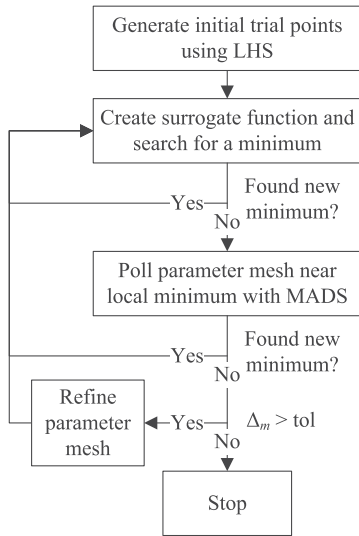 Generate initial trial points
using LHS
Create surrogate function and
search for a minimum
Yes
Found new
minimum?
No
Poll parameter mesh near
local minimum with MADS
Yes
Found new
minimum?
No
Refine
parameter
mesh
Yes
Δm > tol
No
Stop